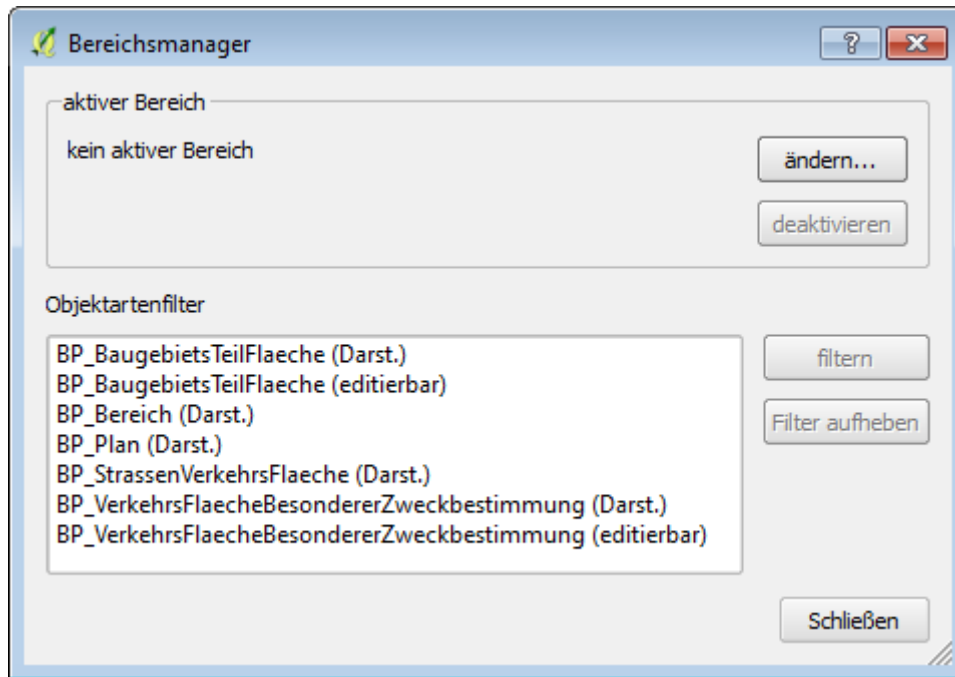 Bereichsmanager
aktiver Bereich
kein aktiver Bereich
ändern...
deaktivieren
Objektartenfilter
BP_BaugebietsTeilFlaeche (Darst.)
BP_BaugebietsTeilFlaeche (editierbar)
BP_Bereich (Darst.)
BP_Plan (Darst.)
BP_StrassenVerkehrsFlaeche (Darst.)
BP_VerkehrsFlaecheBesondererZweckbestimmung (Darst.)
BP_VerkehrsFlaecheBesondererZweckbestimmung (editierbar)
filtern
Filter aufheben
Schließen